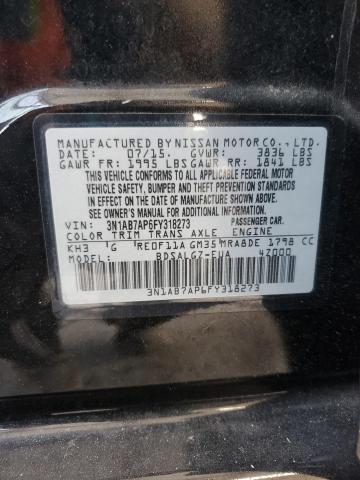 MANUFACTURED BY NISSAN MOTOR CO., LTD.
DATE: 07/15. GVWR: 3836 LBS
GAWR FR: 1995 LBS GAWR RR: 1841 LBS
THIS VEHICLE CONFORMS TO ALL APPLICABLE FEDERAL MOTOR
VEHICLE SAFETY, BUMPER AND THEFT PREVENTION STANDARDS
IN EFFECT ON THE DATE OF MANUFACTURE SHOWN ABOVE.
SEE OWNER'S MANUAL FOR ADDITIONAL INFORMATION.
VIN: 3N1AB7AP6FY318273 PASSENGER CAR.
COLOR TRIM TRANS AXLE ENGINE
KH3 G RE0F11A GM35 MRA8DE 1798 CC
MODEL: BDSALG7-EUA 47000
3N1AB7AP6FY318273